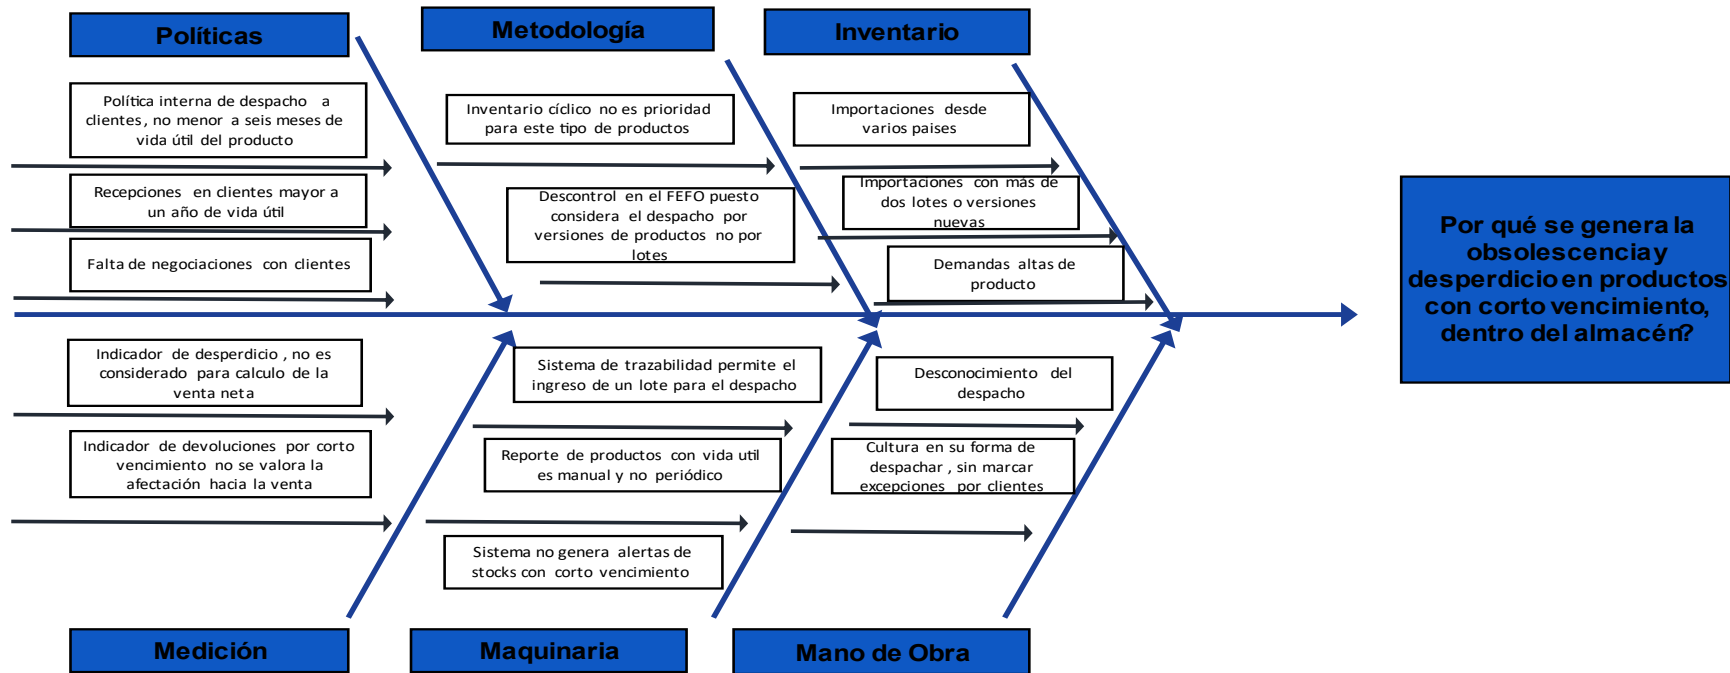 Políticas
Metodología
Inventario
Política interna de despacho a
clientes, no menor a seis meses de
vida útil del producto
Recepciones en clientes mayor a
un año de vida útil
Falta de negociaciones con clientes
Inventario cíclico no es prioridad
para este tipo de productos
Descontrol en el FEFO puesto
considera el despacho por
versiones de productos no por
lotes
Importaciones desde
varios paises
Importaciones con más de
dos lotes o versiones
nuevas
Demandas altas de
producto
Por qué se genera la
obsolescencia y
desperdicio en productos
con corto vencimiento,
dentro del almacén?
Indicador de desperdicio , no es
considerado para calculo de la
venta neta
Indicador de devoluciones por corto
vencimiento no se valora la
afectación hacia la venta
Sistema de trazabilidad permite el
ingreso de un lote para el despacho
Reporte de productos con vida util
es manual y no periódico
Sistema no genera alertas de
stocks con corto vencimiento
Desconocimiento del
despacho
Cultura en su forma de
despachar , sin marcar
excepciones por clientes
Medición
Maquinaria
Mano de Obra